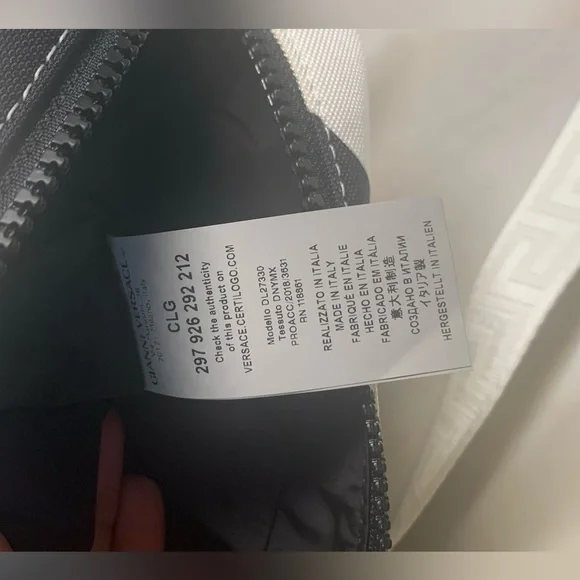 GIANNI VERSACE
CLG
297 926 292 212
Check the authenticity
of this product on
VERSACE.CERTILOGO.COM
Modello DL27330
Tessuto DNYMX
PROACC:2018/3631
RN 118861
REALIZZATO IN ITALIA
MADE IN ITALY
FABRIQUÉ EN ITALIE
HECHO EN ITALIA
FABRICADO EM ITÁLIA
意大利制造
СОЗДАНО В ИТАЛИИ
イタリア製
HERGESTELLT IN ITALIEN